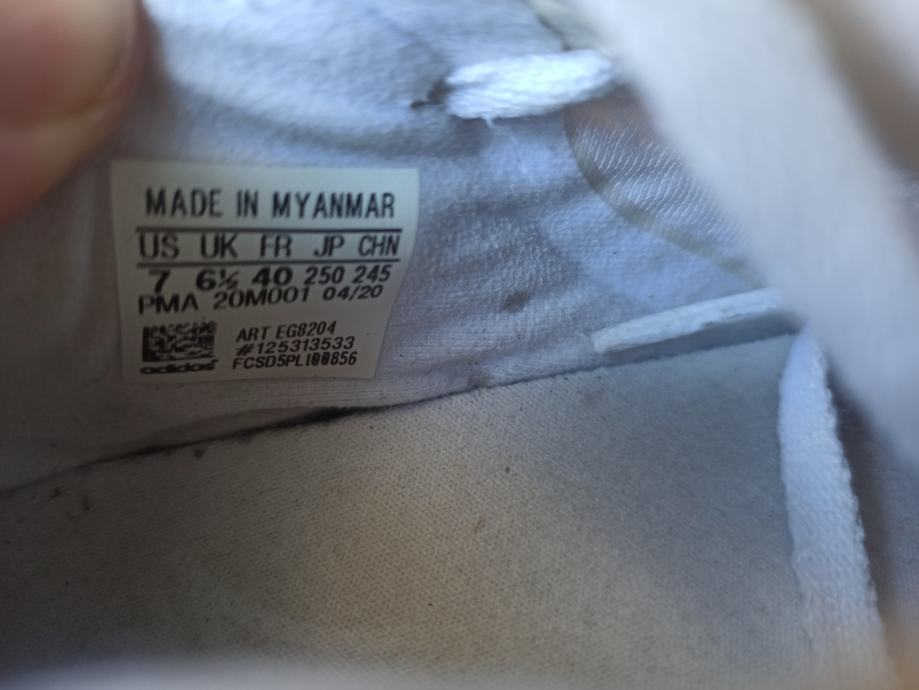 MADE IN MYANMAR
US UK FR JP CHN
7 6½ 40 250 245
PMA 20M001 04/20
ART EG8204
#125313533
FCSD5PL100856
adidas